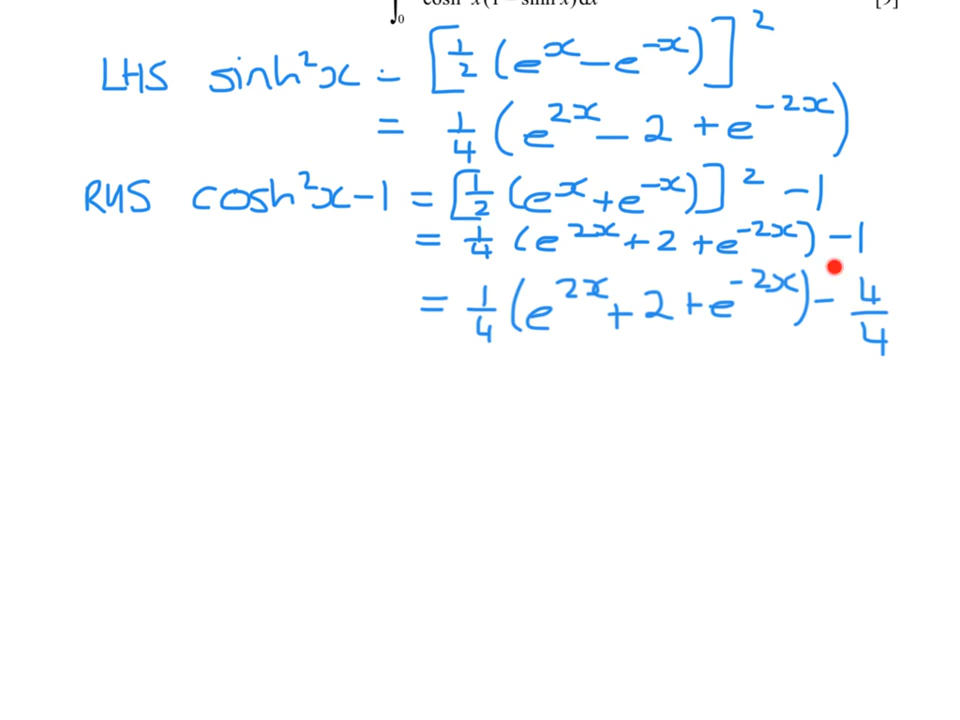 LHS sinh²x = [½(eˣ − e⁻ˣ)]²
= ¼(e²ˣ − 2 + e⁻²ˣ)
RHS cosh²x − 1 = [½(eˣ + e⁻ˣ)]² − 1
= ¼(e²ˣ + 2 + e⁻²ˣ) − 1
= ¼(e²ˣ + 2 + e⁻²ˣ) − 4/4